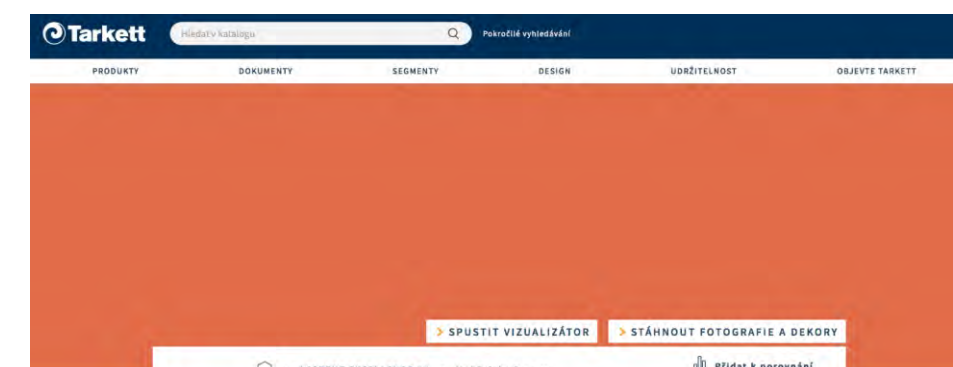 Tarkett
Hledat v katalogu
Pokročilé vyhledávání
PRODUKTY
DOKUMENTY
SEGMENTY
DESIGN
UDRŽITELNOST
OBJEVTE TARKETT
> SPUSTIT VIZUALIZÁTOR
> STÁHNOUT FOTOGRAFIE A DEKORY
Přidat k porovnání